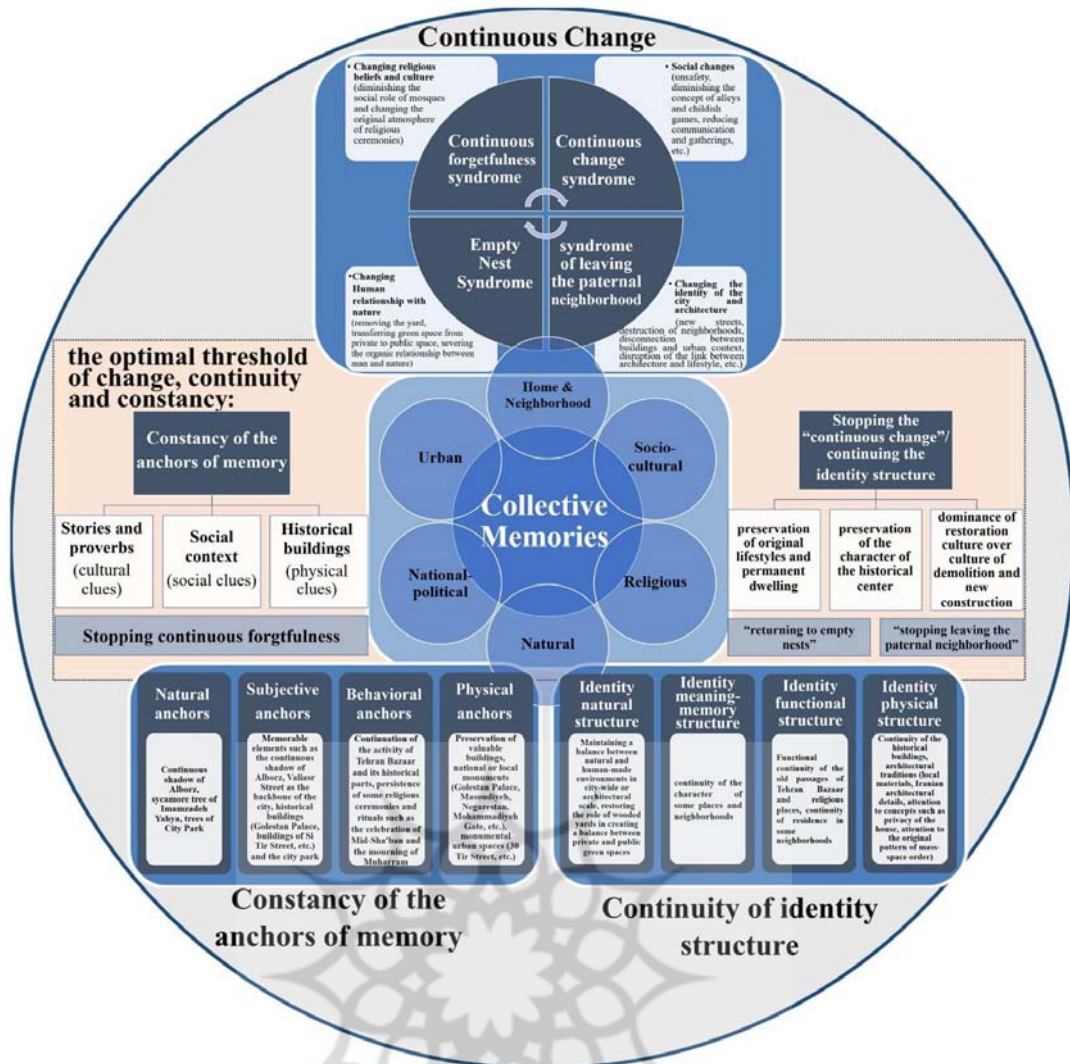 Continuous Change
• Changing religious
beliefs and culture
(diminishing the
social role of mosques
and changing the
original atmosphere
of religious
ceremonies)
• Social changes
(unsafety,
diminishing the
concept of alleys and
childish games, reducing
communication
and gatherings,
etc.)
Continuous
forgetfulness
syndrome
Continuous
change
syndrome
Empty
Nest
Syndrome
syndrome
of leaving
the paternal
neighborhood
•Changing
Human
relationship with
nature
(removing the yard,
transferring green space from
private to public space, severing
the organic relationship between
man and nature)
• Changing the
identity of the
city and
architecture
(new streets,
destruction of neighborhoods,
disconnection between
buildings and urban context,
disruption of the link between
architecture and lifestyle, etc.)
the optimal threshold
of change, continuity
and constancy:
Constancy of the
anchors of memory
Stories and
proverbs
(cultural
clues)
Social
context
(social clues)
Historical
buildings
(physical
clues)
Stopping continuous forgtfulness
Home &
Neighborhood
Urban
Socio-
cultural
Collective
Memories
National-
political
Religious
Natural
Stopping the
“continuous change”/
continuing the
identity structure
preservation
of original
lifestyles and
permanent
dwelling
preservation
of the
character of
the historical
center
dominance of
restoration
culture over
culture of
demolition and
new
construction
“returning to empty
nests”
“stopping leaving the
paternal neighborhood”
Natural
anchors
Continuous
shadow of
Alborz,
sycamore tree of
Imamzadeh
Yahya, trees of
City Park
Subjective
anchors
Memorable
elements such as
the continuous
shadow of
Alborz, Valiasr
Street as the
backbone of the
city, historical
buildings
(Golestan Palace,
buildings of Si
Tir Street, etc.)
and the city park
Behavioral
anchors
Continuation of
the activity of
Tehran Bazaar
and its historical
parts, persistence
of some religious
ceremonies and
rituals such as
the celebration of
Mid-Sha'ban and
the mourning of
Muharram
Physical
anchors
Preservation of
valuable
buildings,
national or local
monuments
(Golestan Palace,
Masoudiyeh,
Negarestan,
Mohammadiyeh
Gate, etc.),
monumental
urban spaces (30
Tir Street, etc.)
Identity
natural
structure
Maintaining a
balance between
natural and
human-made
environments in
city-wide or
architectural
scale, restoring
the role of wooded
yards in creating
a balance between
private and public
green spaces
Identity
meaning-
memory
structure
continuity of the
character of
some places and
neighborhoods
Identity
functional
structure
Functional
continuity of the
old passages of
Tehran Bazaar
and religious
places, continuity
of residence in
some
neighborhoods
Identity
physical
structure
Continuity of the
historical
buildings,
architectural
traditions (local
materials, Iranian
architectural
details, attention
to concepts such as
privacy of the
house, attention to
the original
pattern of mass-
space order)
Constancy of the
anchors of memory
Continuity of identity
structure